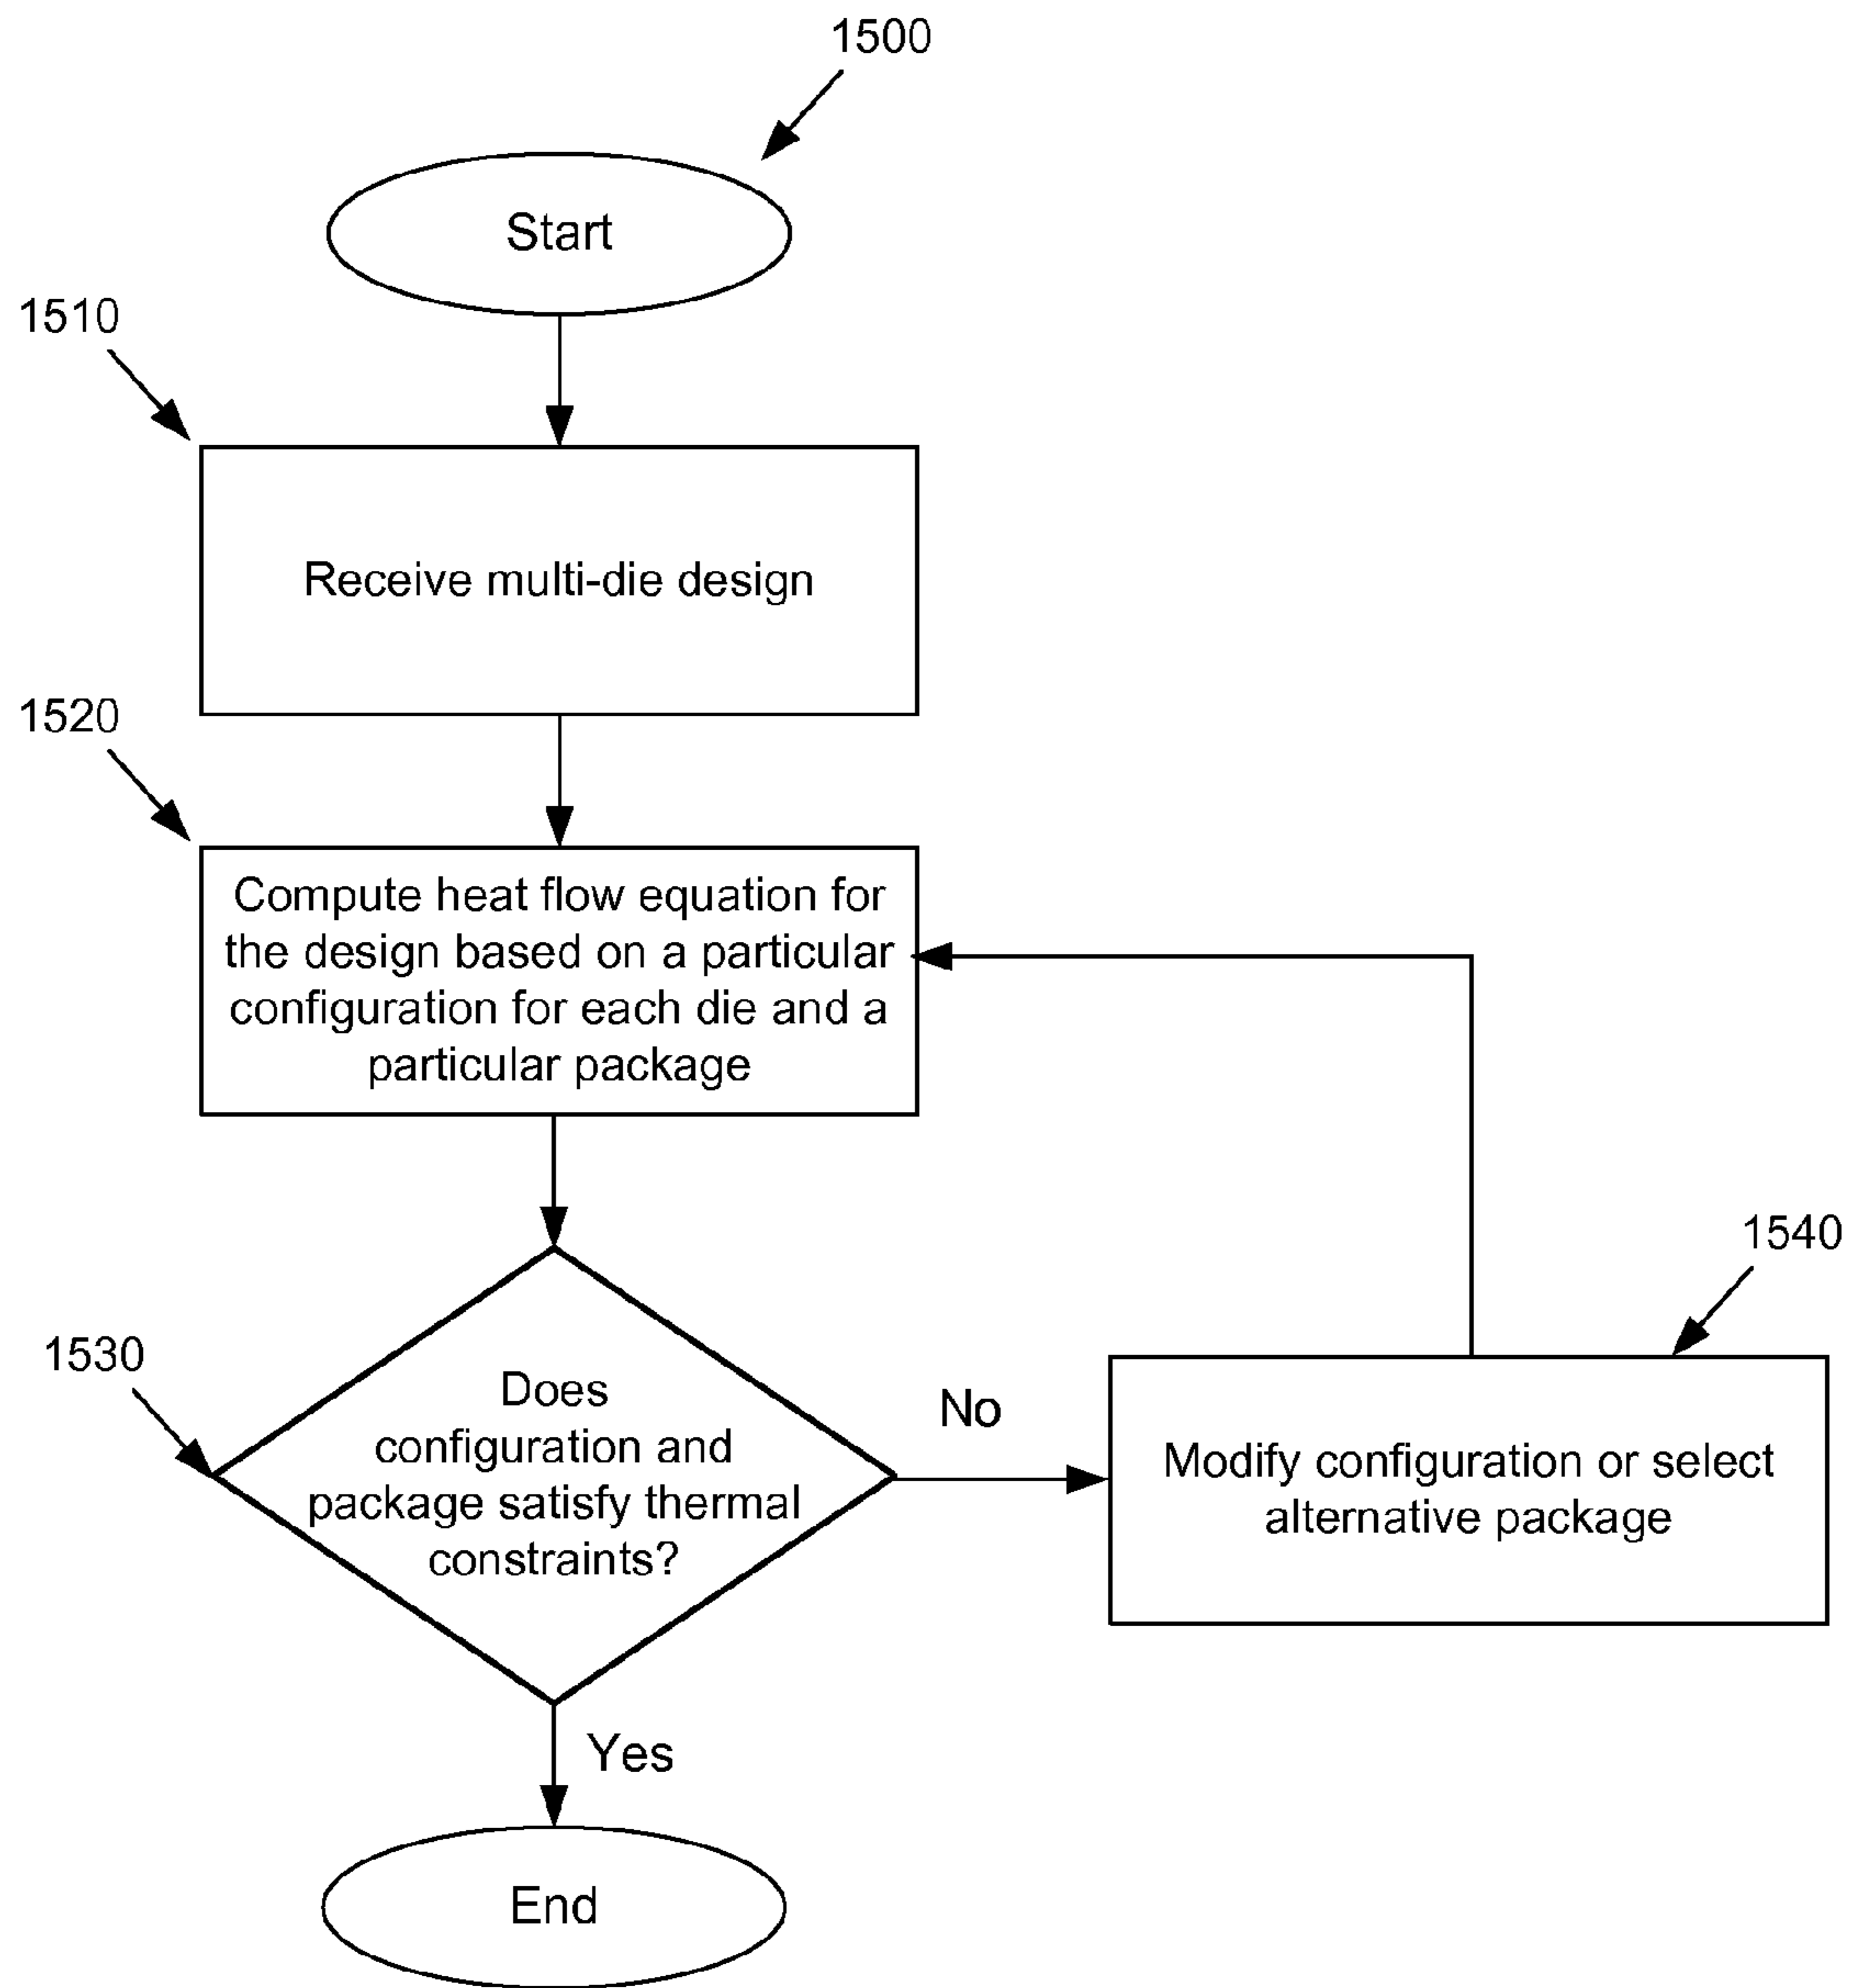 1500
Start
1510
Receive multi-die design
1520
Compute heat flow equation for
the design based on a particular
configuration for each die and a
particular package
1530
Does
configuration and
package satisfy thermal
constraints?
No
1540
Modify configuration or select
alternative package
Yes
End